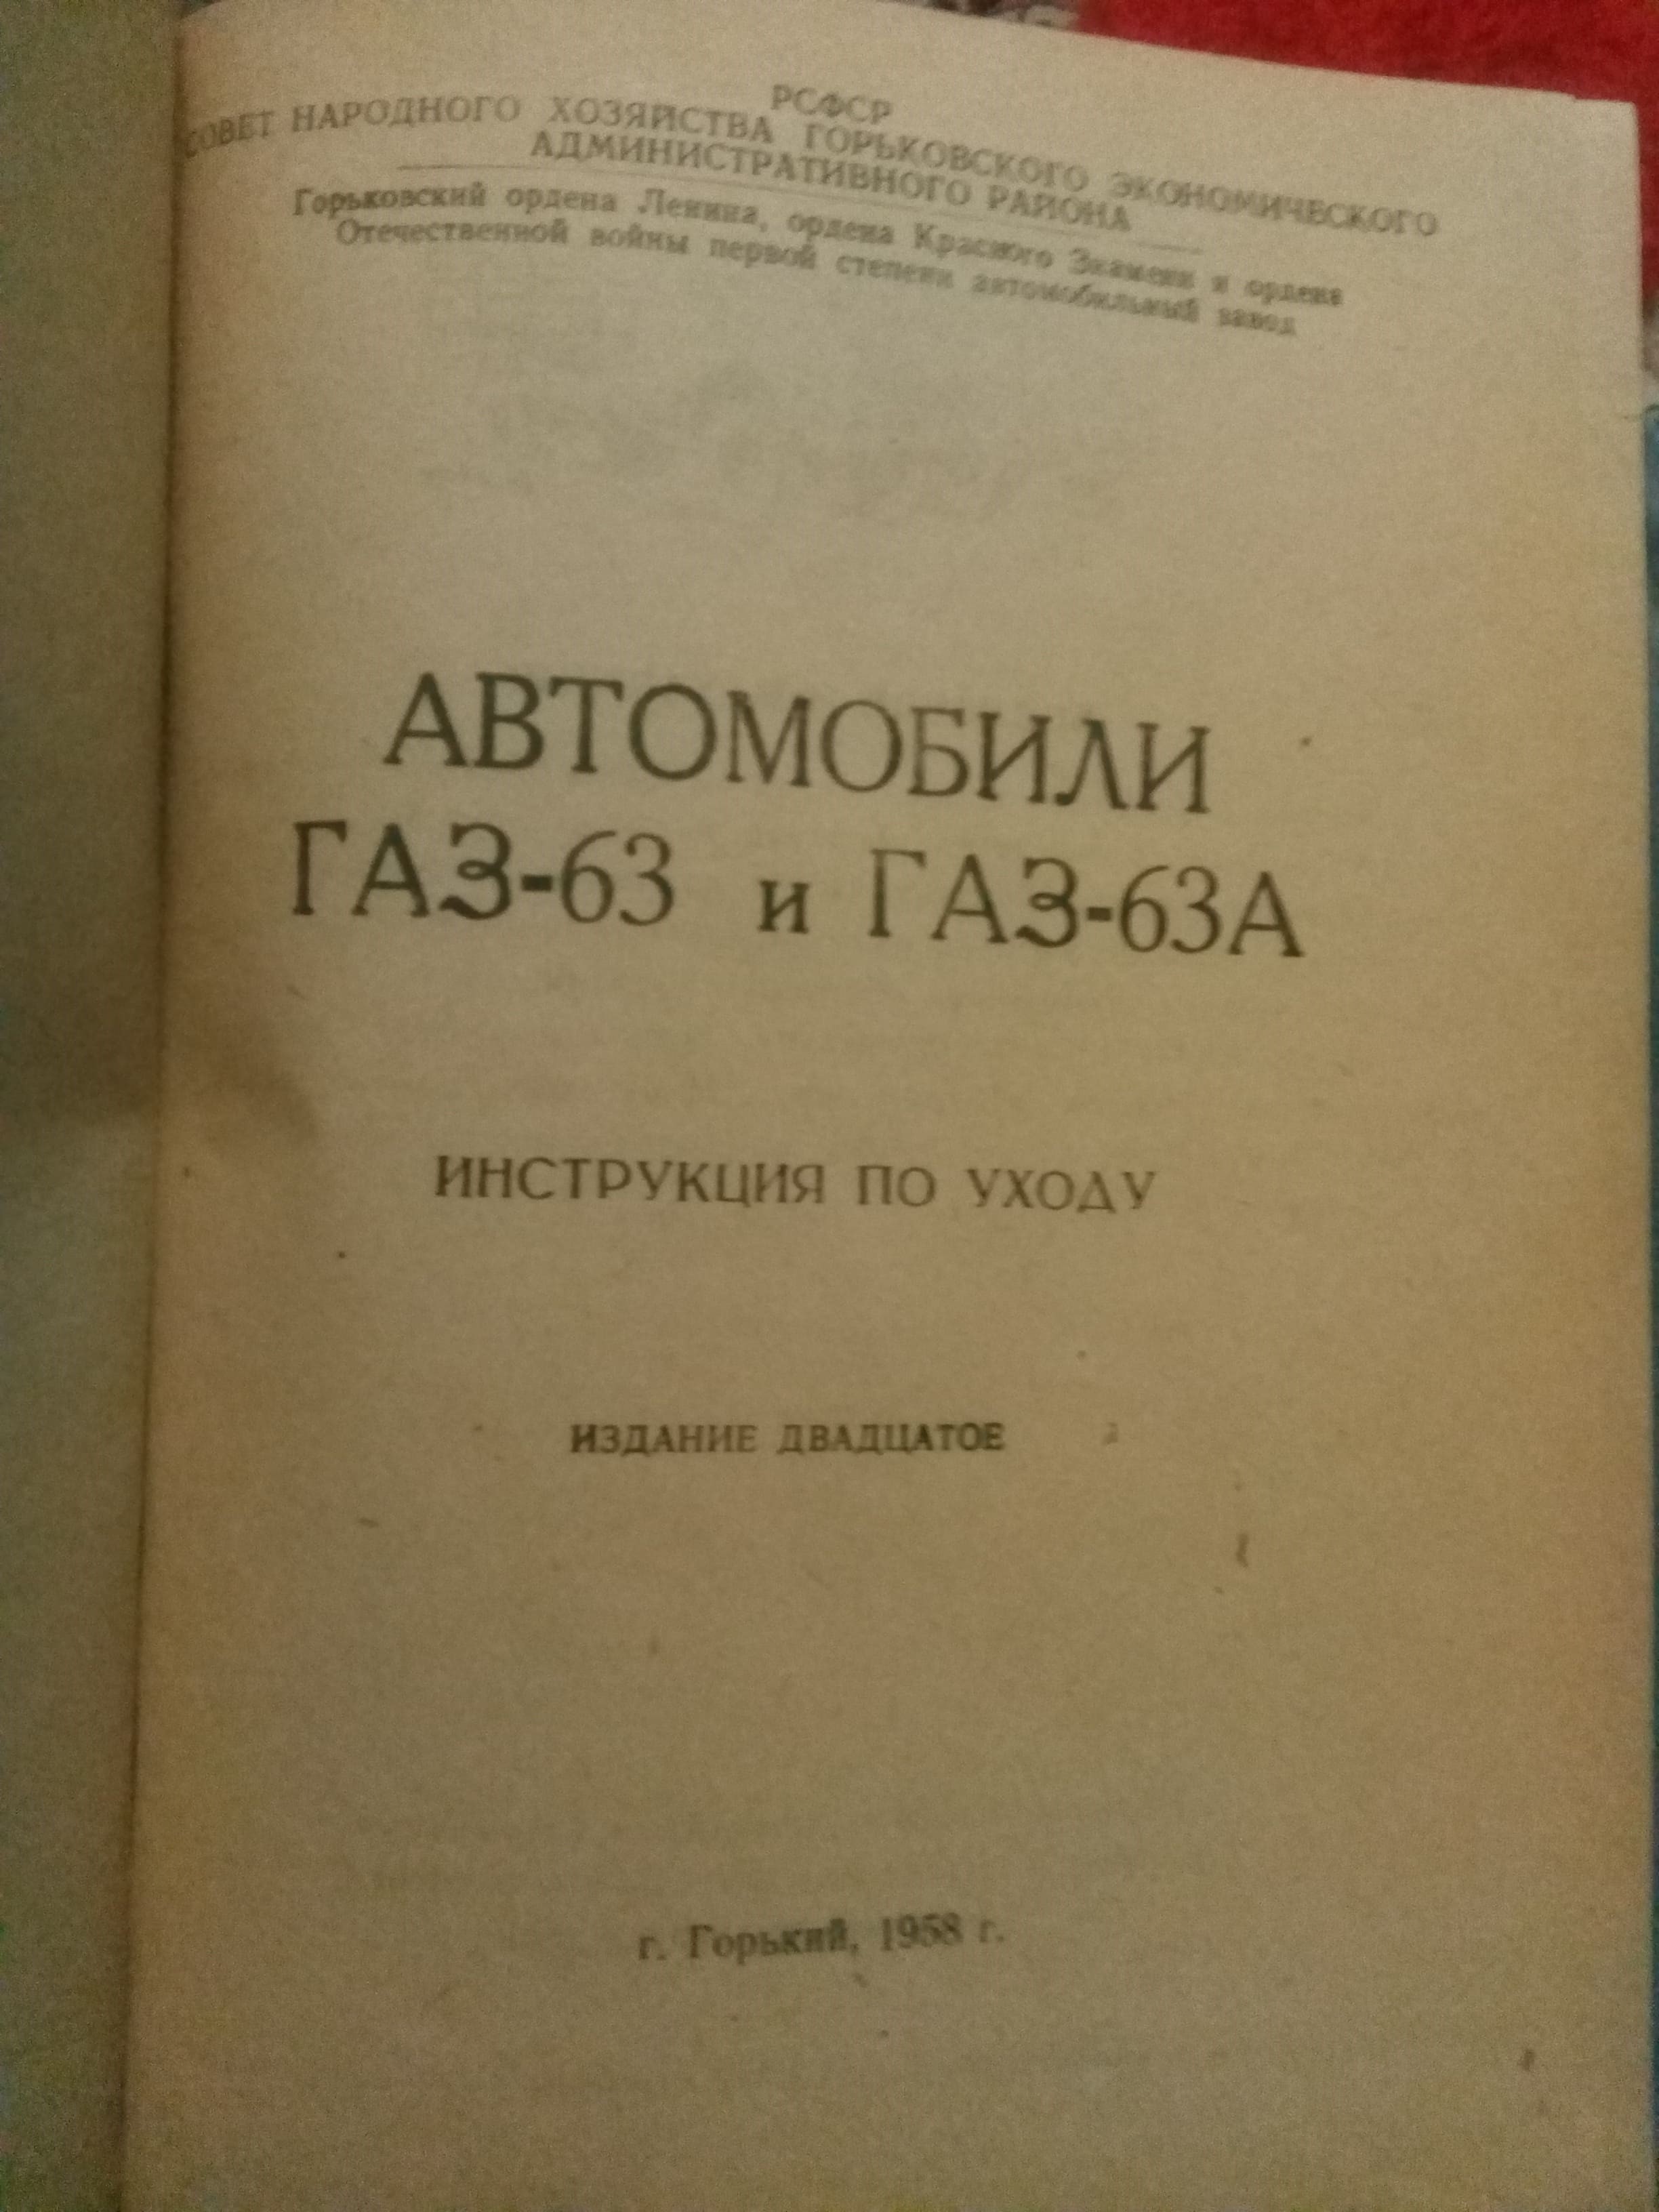 РСФСР
СОВЕТ НАРОДНОГО ХОЗЯЙСТВА ГОРЬКОВСКОГО ЭКОНОМИЧЕСКОГО
АДМИНИСТРАТИВНОГО РАЙОНА
Горьковский ордена Ленина, ордена Красного Знамени и ордена
Отечественной войны первой степени автомобильный завод
АВТОМОБИЛИ
ГАЗ-63 и ГАЗ-63А
ИНСТРУКЦИЯ ПО УХОДУ
ИЗДАНИЕ ДВАДЦАТОЕ
г. Горький, 1958 г.